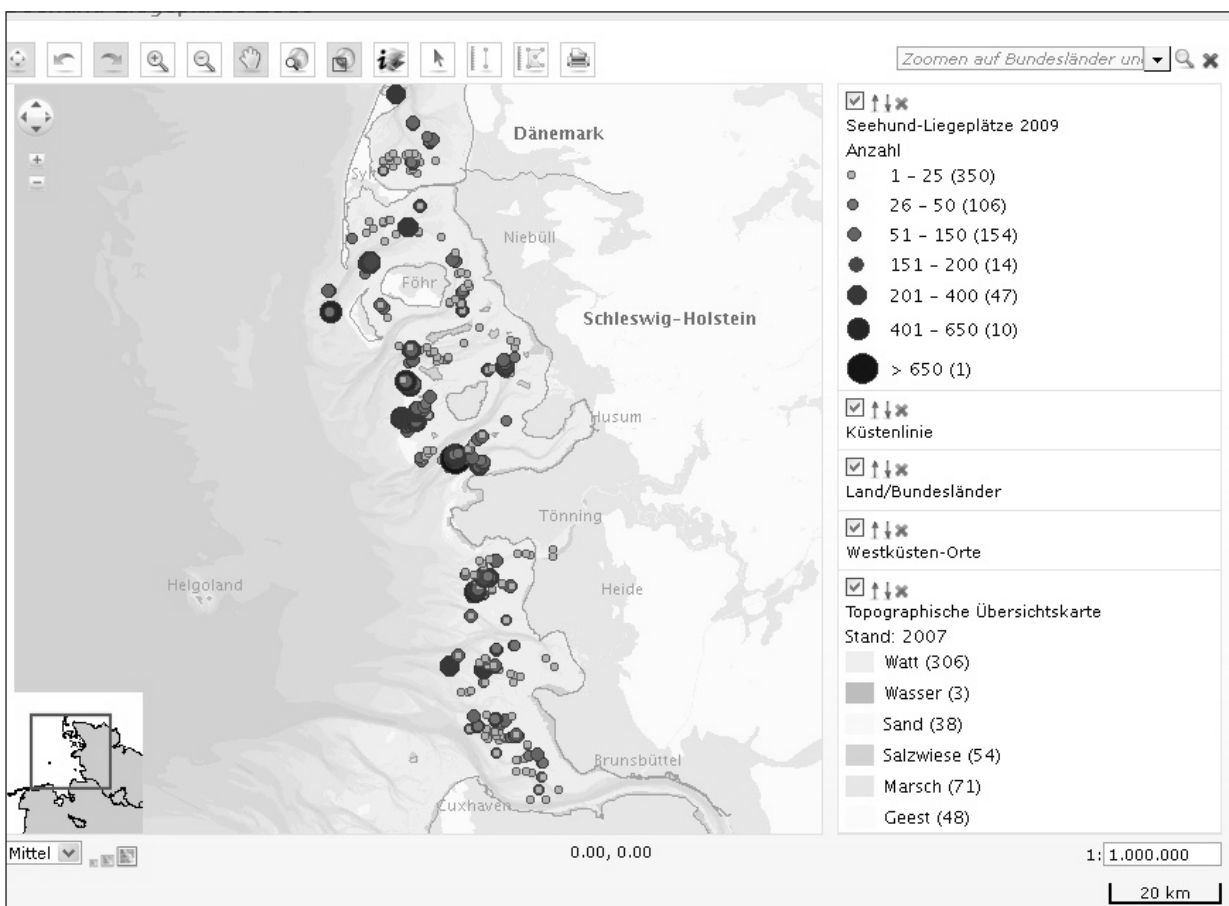 Zoomen auf Bundesländer un
Seehund-Liegeplätze 2009
Anzahl
1 – 25 (350)
26 – 50 (106)
51 – 150 (154)
151 – 200 (14)
201 – 400 (47)
401 – 650 (10)
> 650 (1)
Küstenlinie
Land/Bundesländer
Westküsten-Orte
Topographische Übersichtskarte
Stand: 2007
Watt (306)
Wasser (3)
Sand (38)
Salzwiese (54)
Marsch (71)
Geest (48)
Dänemark
Sylt
Niebüll
Föhr
Schleswig-Holstein
Husum
Tönning
Helgoland
Heide
Brunsbüttel
Cuxhaven
Mittel
0.00, 0.00
1: 1.000.000
20 km